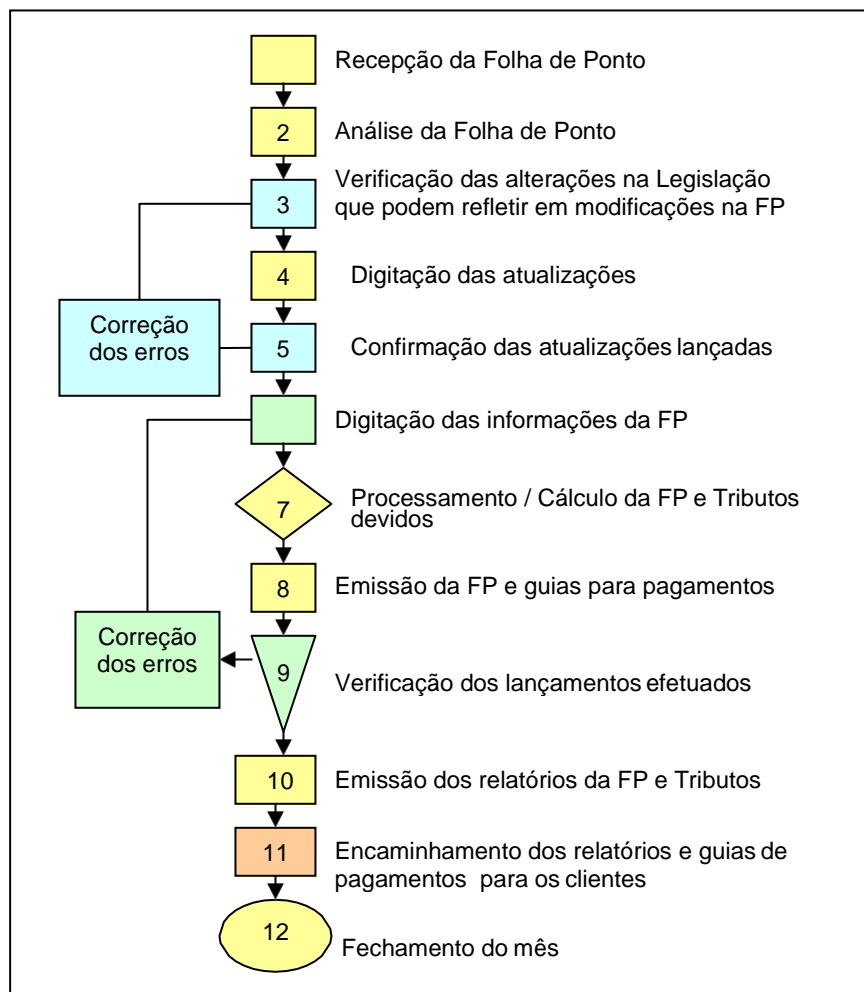 Recepção da Folha de Ponto
2
Análise da Folha de Ponto
3
Verificação das alterações na Legislação
que podem refletir em modificações na FP
4
Digitação das atualizações
Correção
dos erros
5
Confirmação das atualizações lançadas
Digitação das informações da FP
7
Processamento / Cálculo da FP e Tributos
devidos
8
Emissão da FP e guias para pagamentos
Correção
dos erros
9
Verificação dos lançamentos efetuados
10
Emissão dos relatórios da FP e Tributos
11
Encaminhamento dos relatórios e guias de
pagamentos para os clientes
12
Fechamento do mês